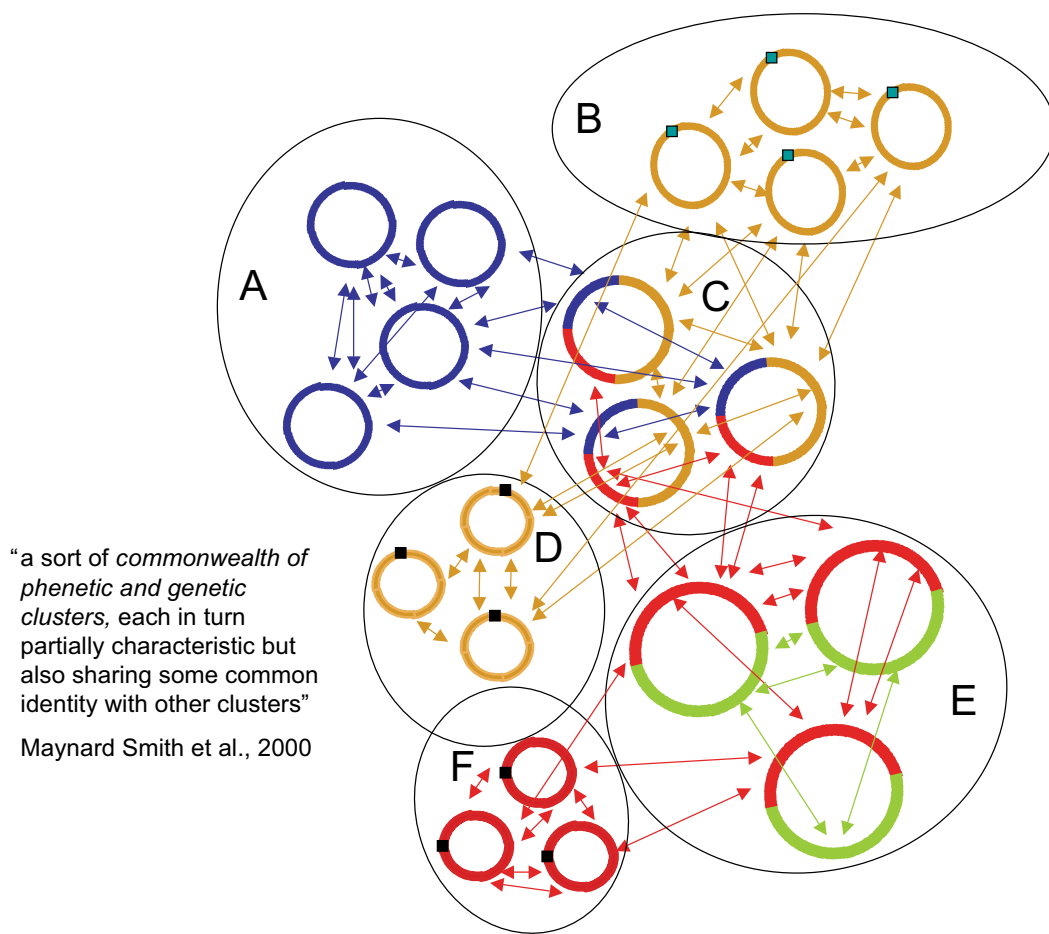 B
A
C
D
"a sort of commonwealth of
phenetic and genetic
clusters, each in turn
partially characteristic but
also sharing some common
identity with other clusters"
Maynard Smith et al., 2000
E
F